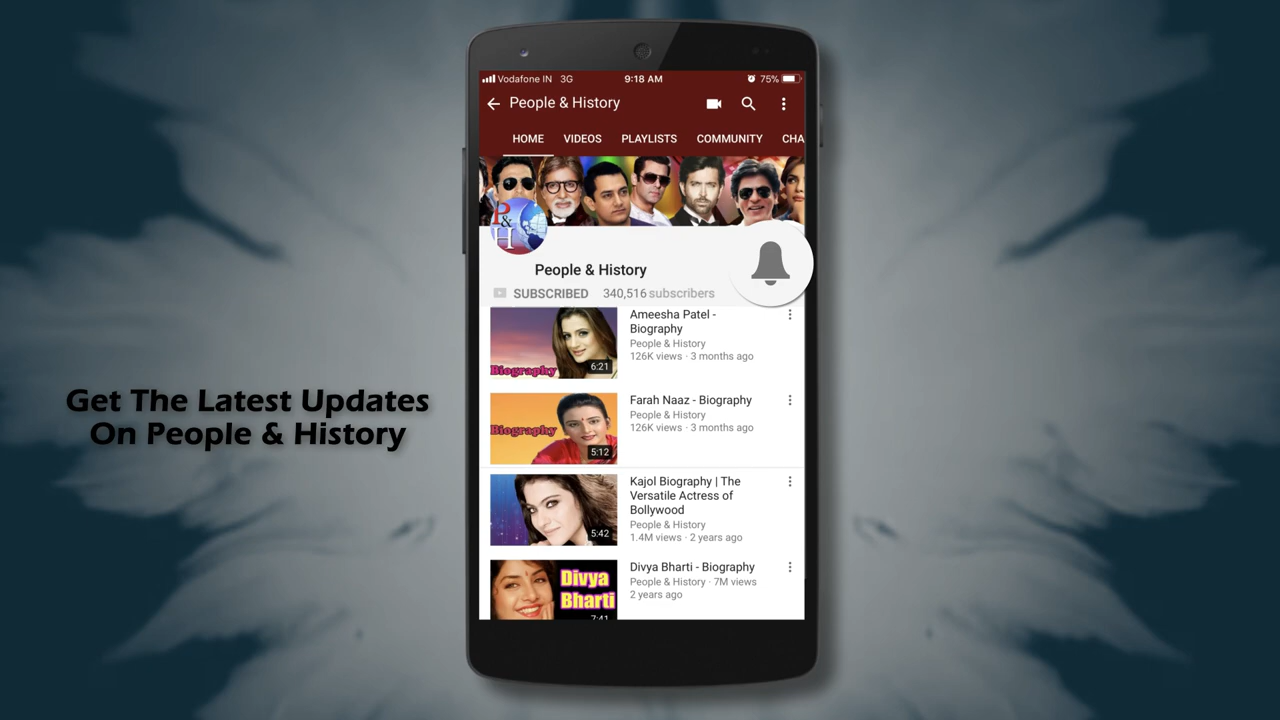 Vodafone IN 3G 9:18 AM 75%
People & History
HOME VIDEOS PLAYLISTS COMMUNITY CHA
P
&
H
People & History
SUBSCRIBED 340,516 subscribers
Ameesha Patel -
Biography
People & History
126K views · 3 months ago
Biography
6:21
Get The Latest Updates
On People & History
Farah Naaz - Biography
People & History
126K views · 3 months ago
Biography
5:12
Kajol Biography | The
Versatile Actress of
Bollywood
People & History
1.4M views · 2 years ago
5:42
Divya Bharti - Biography
People & History · 7M views
2 years ago
Divya
Bharti
7:41